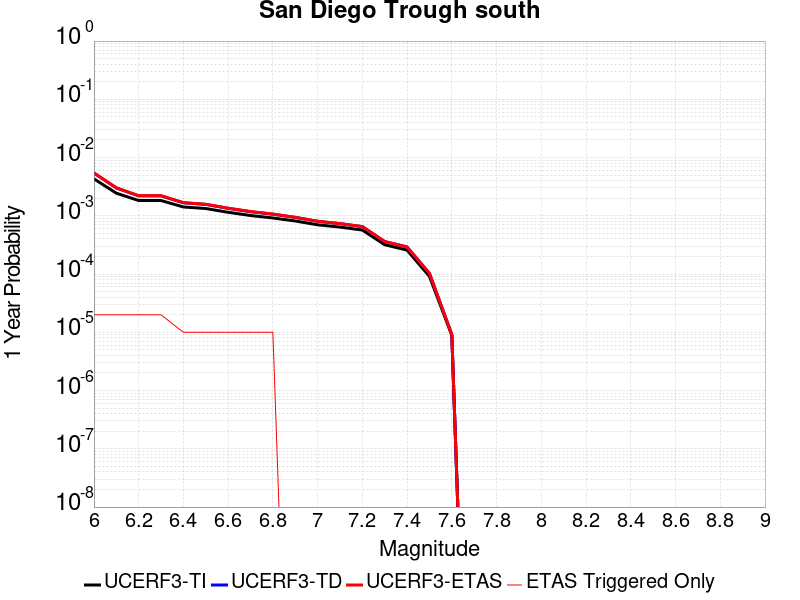 San Diego Trough south
10^0
10^-1
10^-2
10^-3
10^-4
10^-5
10^-6
10^-7
10^-8
1 Year Probability
6 6.2 6.4 6.6 6.8 7 7.2 7.4 7.6 7.8 8 8.2 8.4 8.6 8.8 9
Magnitude
UCERF3-TI UCERF3-TD UCERF3-ETAS ETAS Triggered Only